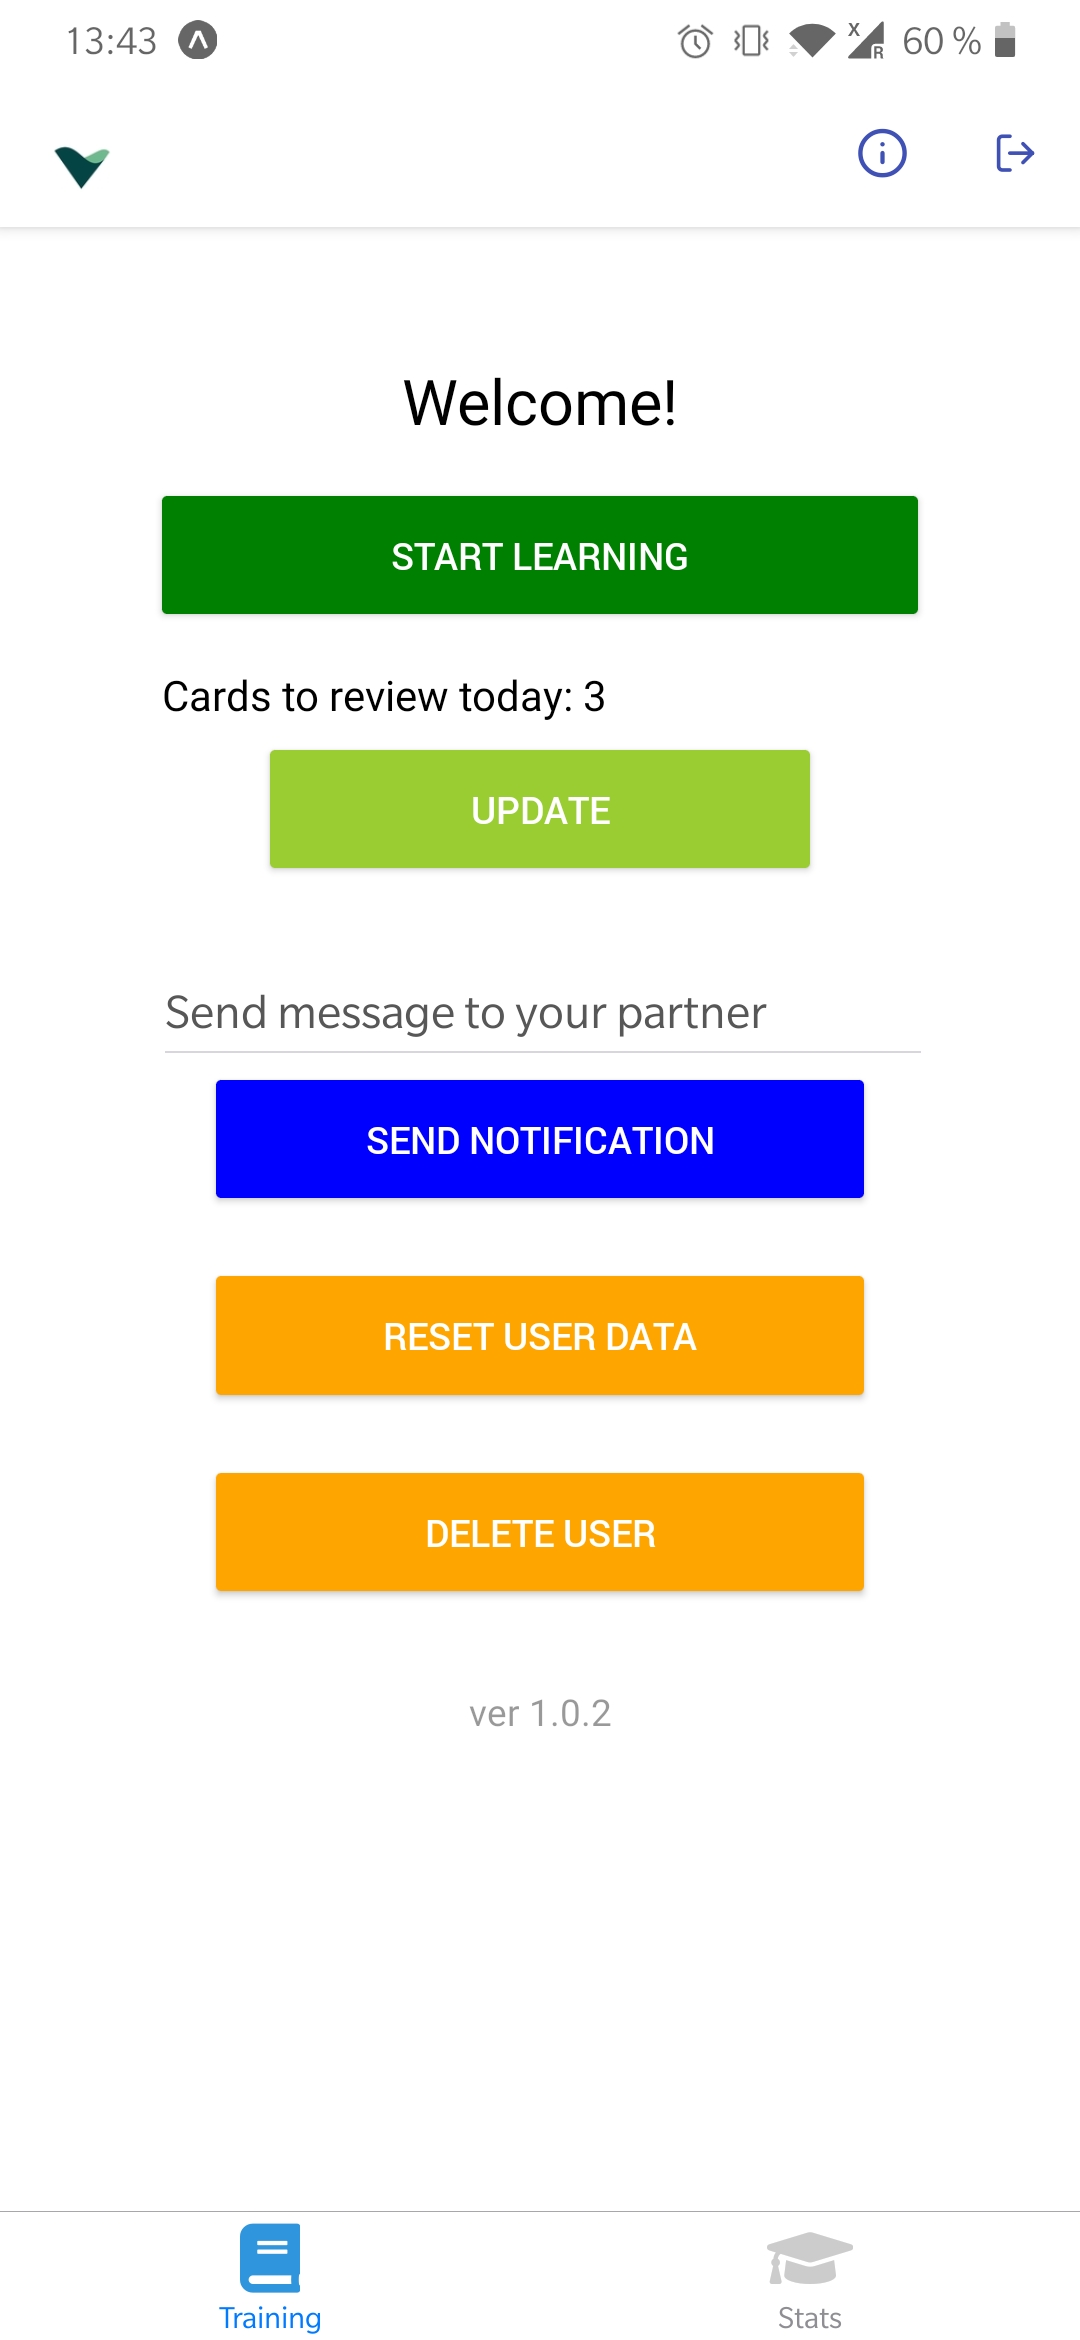 13:43
60 %
Welcome!
START LEARNING
Cards to review today: 3
UPDATE
Send message to your partner
SEND NOTIFICATION
RESET USER DATA
DELETE USER
ver 1.0.2
Training
Stats